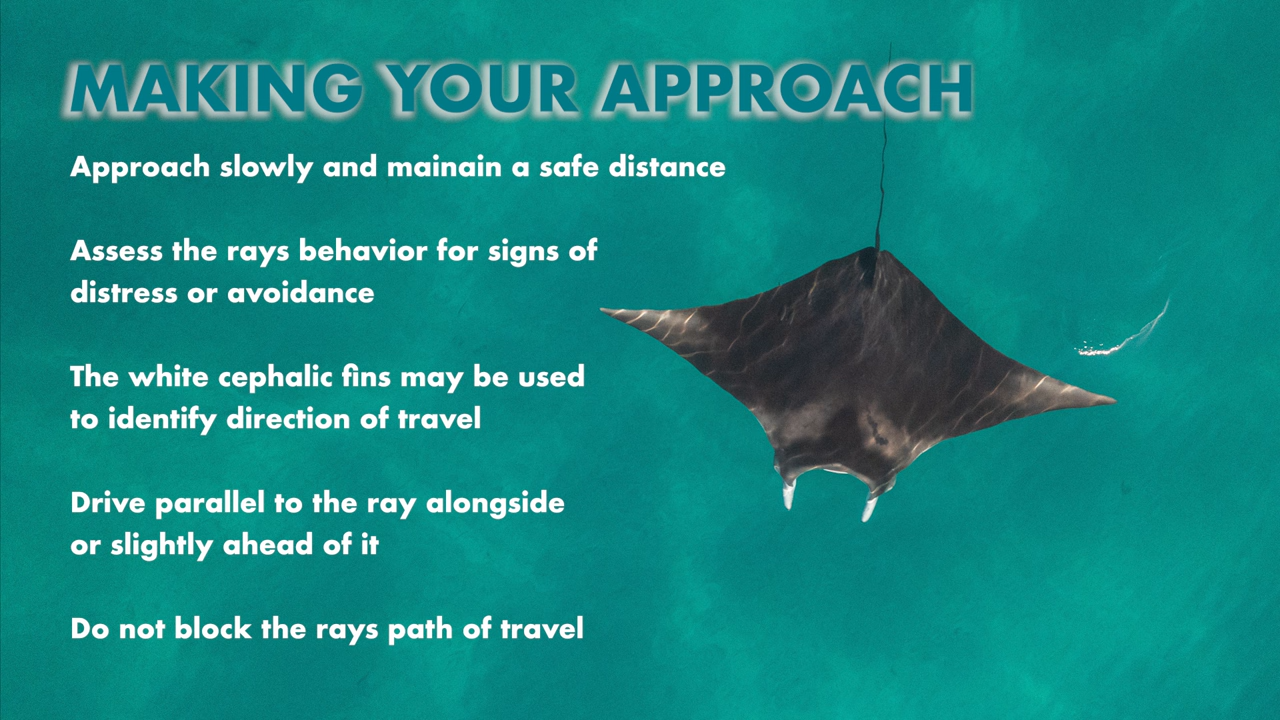 MAKING YOUR APPROACH
Approach slowly and mainain a safe distance
Assess the rays behavior for signs of
distress or avoidance
The white cephalic fins may be used
to identify direction of travel
Drive parallel to the ray alongside
or slightly ahead of it
Do not block the rays path of travel